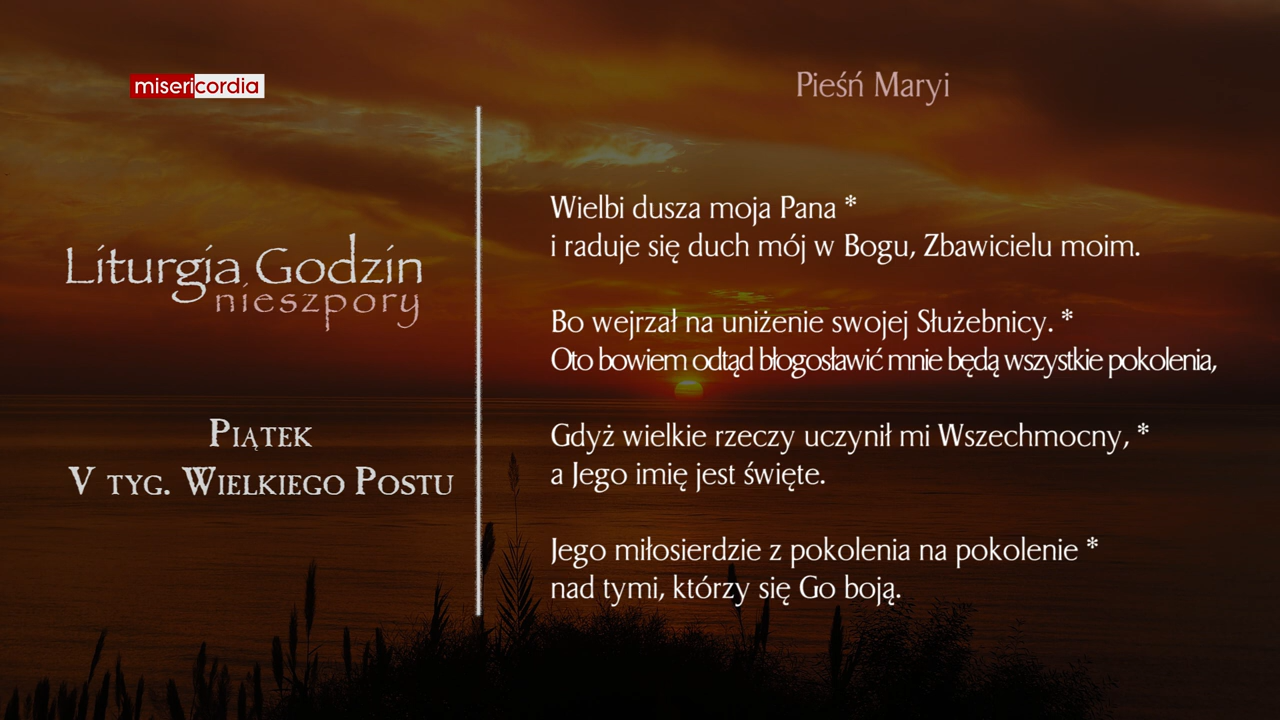 misericordia
Liturgia Godzin
nieszpory
Piątek
V tyg. Wielkiego Postu
Pieśń Maryi
Wielbi dusza moja Pana *
i raduje się duch mój w Bogu, Zbawicielu moim.
Bo wejrzał na uniżenie swojej Służebnicy. *
Oto bowiem odtąd błogosławić mnie będą wszystkie pokolenia,
Gdyż wielkie rzeczy uczynił mi Wszechmocny, *
a Jego imię jest święte.
Jego miłosierdzie z pokolenia na pokolenie *
nad tymi, którzy się Go boją.